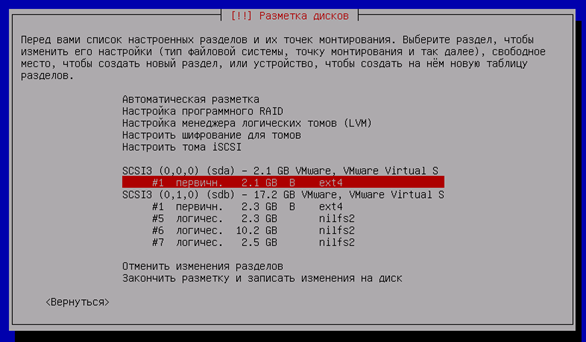 [!!] Разметка дисков
Перед вами список настроенных разделов и их точек монтирования. Выберите раздел, чтобы
изменить его настройки (тип файловой системы, точку монтирования и так далее), свободное
место, чтобы создать новый раздел, или устройство, чтобы создать на нём новую таблицу
разделов.
Автоматическая разметка
Настройка программного RAID
Настройка менеджера логических томов (LVM)
Настроить шифрование для томов
Настроить тома iSCSI
SCSI3 (0,0,0) (sda) - 2.1 GB VMware, VMware Virtual S
#1 первичн. 2.1 GB B ext4
SCSI3 (0,1,0) (sdb) - 17.2 GB VMware, VMware Virtual S
#1 первичн. 2.3 GB B ext4
#5 логичес. 2.3 GB nilfs2
#6 логичес. 10.2 GB nilfs2
#7 логичес. 2.5 GB nilfs2
Отменить изменения разделов
Закончить разметку и записать изменения на диск
<Вернуться>